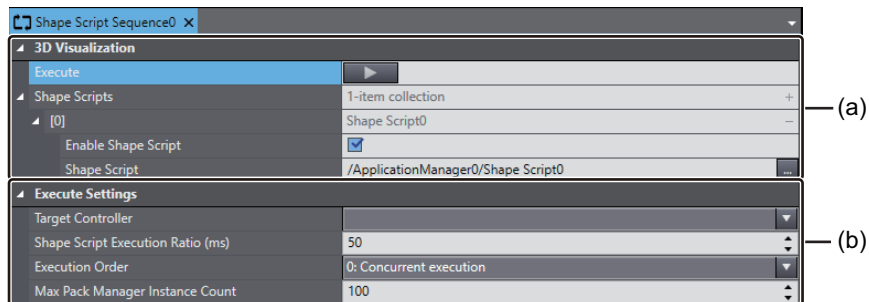 Shape Script Sequence0
3D Visualization
Execute
Shape Scripts 1-item collection +
[0] Shape Script0 −
Enable Shape Script
Shape Script /ApplicationManager0/Shape Script0 ...
(a)
Execute Settings
Target Controller
Shape Script Execution Ratio (ms) 50
Execution Order 0: Concurrent execution
Max Pack Manager Instance Count 100
(b)